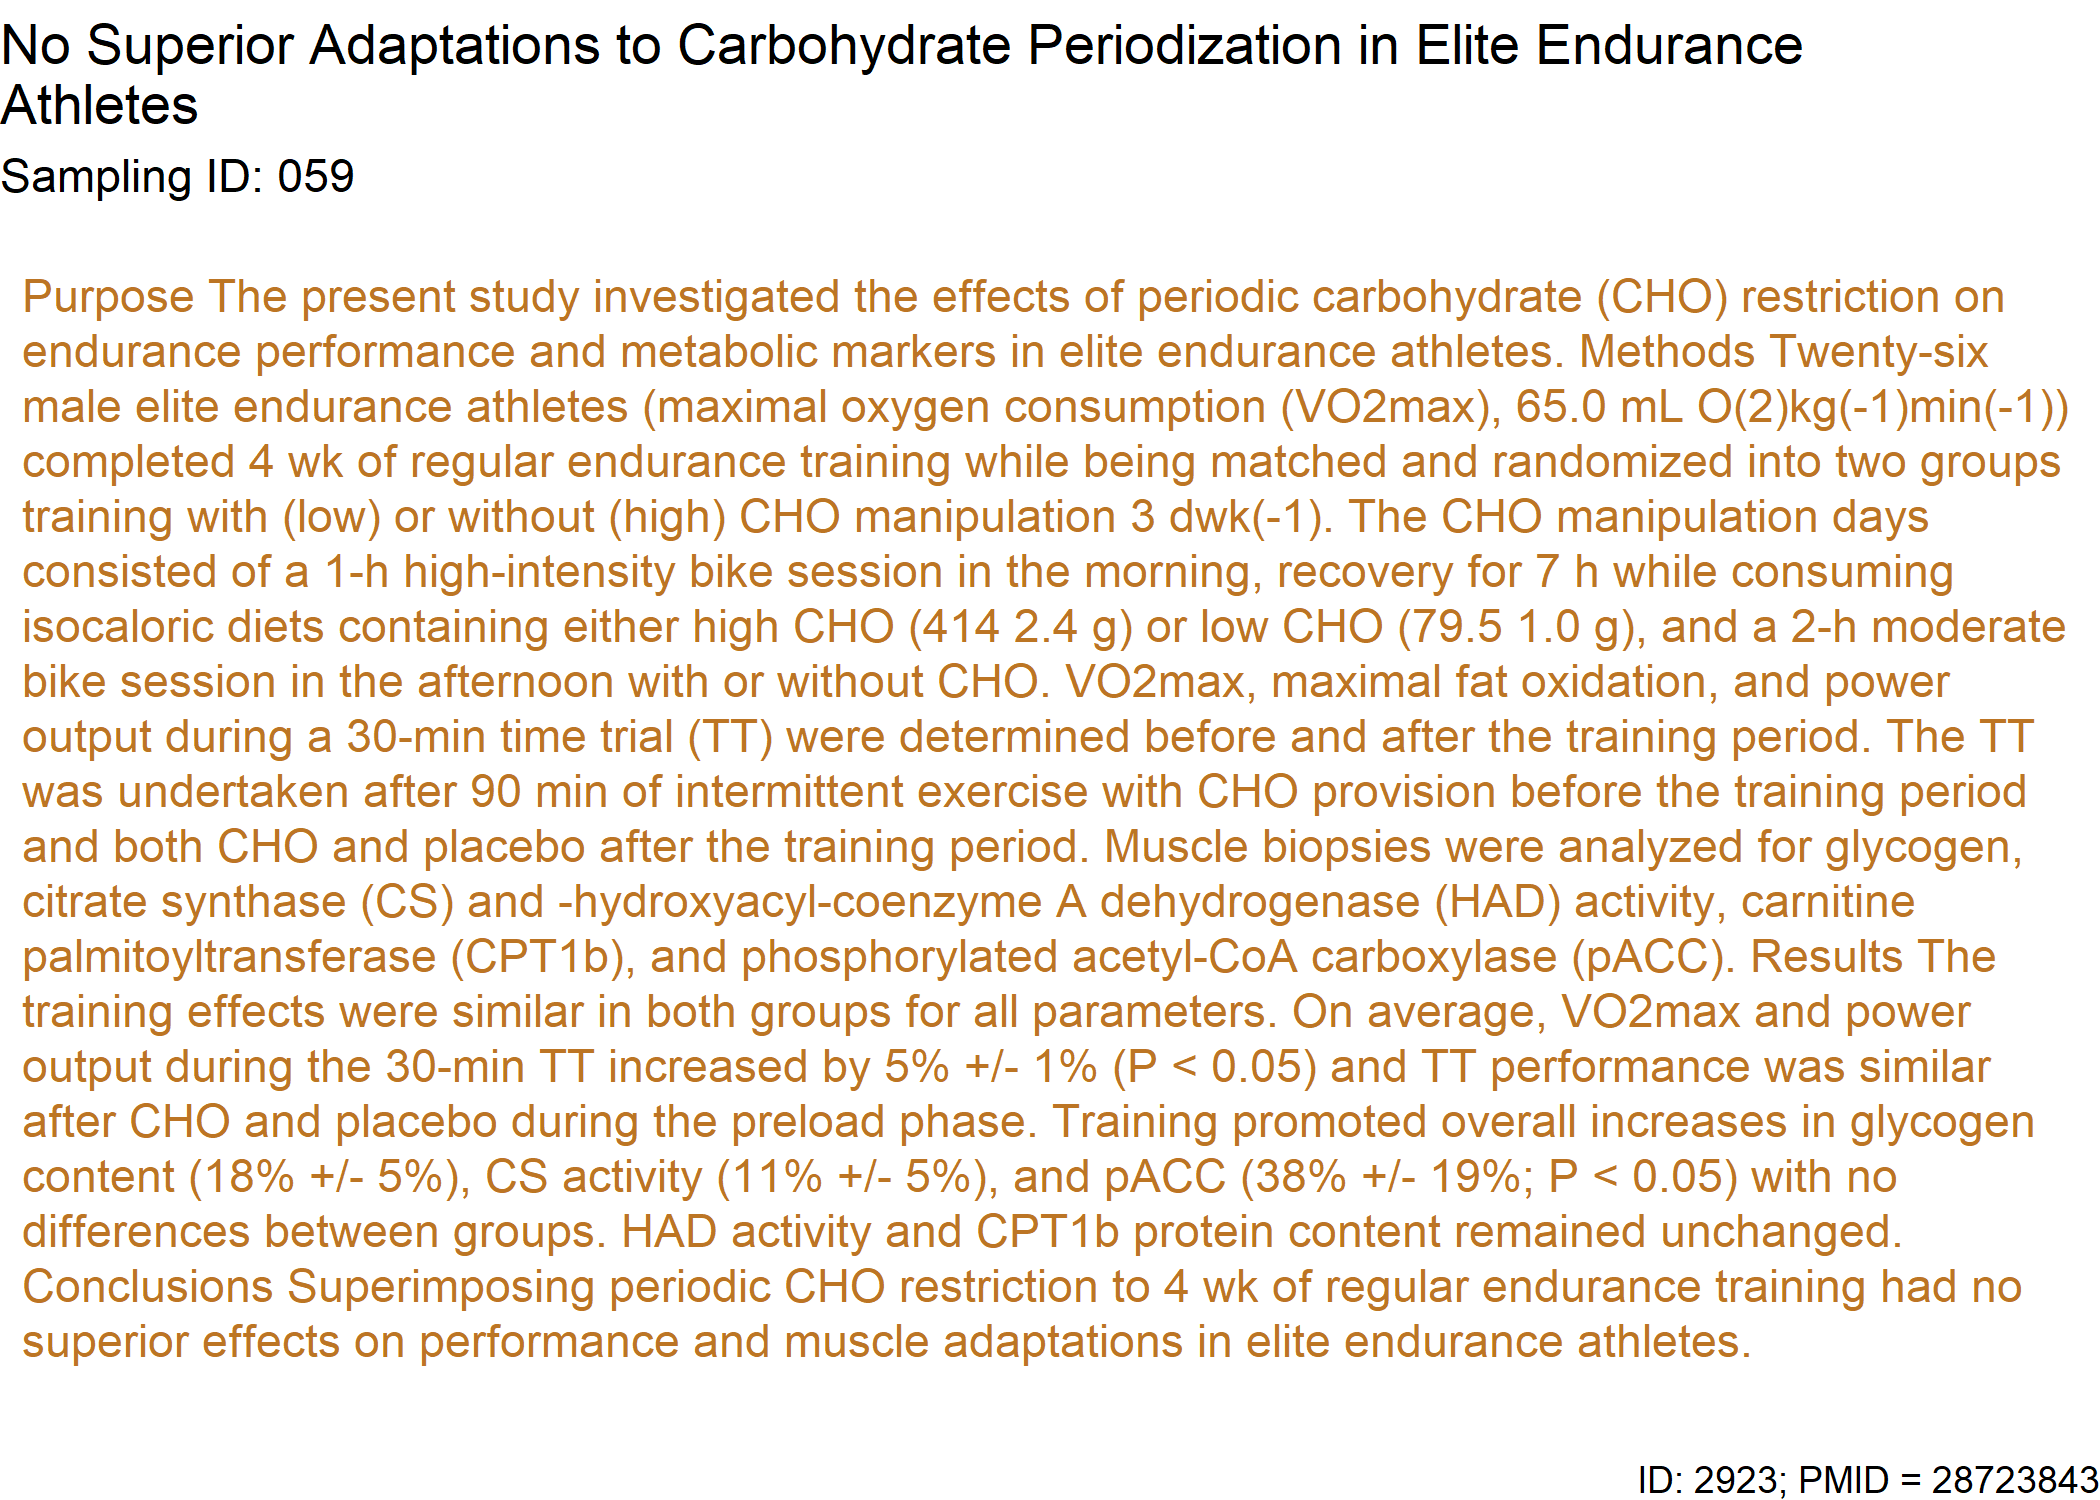 No Superior Adaptations to Carbohydrate Periodization in Elite Endurance
Athletes
Sampling ID: 059
Purpose The present study investigated the effects of periodic carbohydrate (CHO) restriction on
endurance performance and metabolic markers in elite endurance athletes. Methods Twenty-six
male elite endurance athletes (maximal oxygen consumption (VO2max), 65.0 mL O(2)kg(-1)min(-1))
completed 4 wk of regular endurance training while being matched and randomized into two groups
training with (low) or without (high) CHO manipulation 3 dwk(-1). The CHO manipulation days
consisted of a 1-h high-intensity bike session in the morning, recovery for 7 h while consuming
isocaloric diets containing either high CHO (414 2.4 g) or low CHO (79.5 1.0 g), and a 2-h moderate
bike session in the afternoon with or without CHO. VO2max, maximal fat oxidation, and power
output during a 30-min time trial (TT) were determined before and after the training period. The TT
was undertaken after 90 min of intermittent exercise with CHO provision before the training period
and both CHO and placebo after the training period. Muscle biopsies were analyzed for glycogen,
citrate synthase (CS) and -hydroxyacyl-coenzyme A dehydrogenase (HAD) activity, carnitine
palmitoyltransferase (CPT1b), and phosphorylated acetyl-CoA carboxylase (pACC). Results The
training effects were similar in both groups for all parameters. On average, VO2max and power
output during the 30-min TT increased by 5% +/- 1% (P < 0.05) and TT performance was similar
after CHO and placebo during the preload phase. Training promoted overall increases in glycogen
content (18% +/- 5%), CS activity (11% +/- 5%), and pACC (38% +/- 19%; P < 0.05) with no
differences between groups. HAD activity and CPT1b protein content remained unchanged.
Conclusions Superimposing periodic CHO restriction to 4 wk of regular endurance training had no
superior effects on performance and muscle adaptations in elite endurance athletes.
ID: 2923; PMID = 28723843